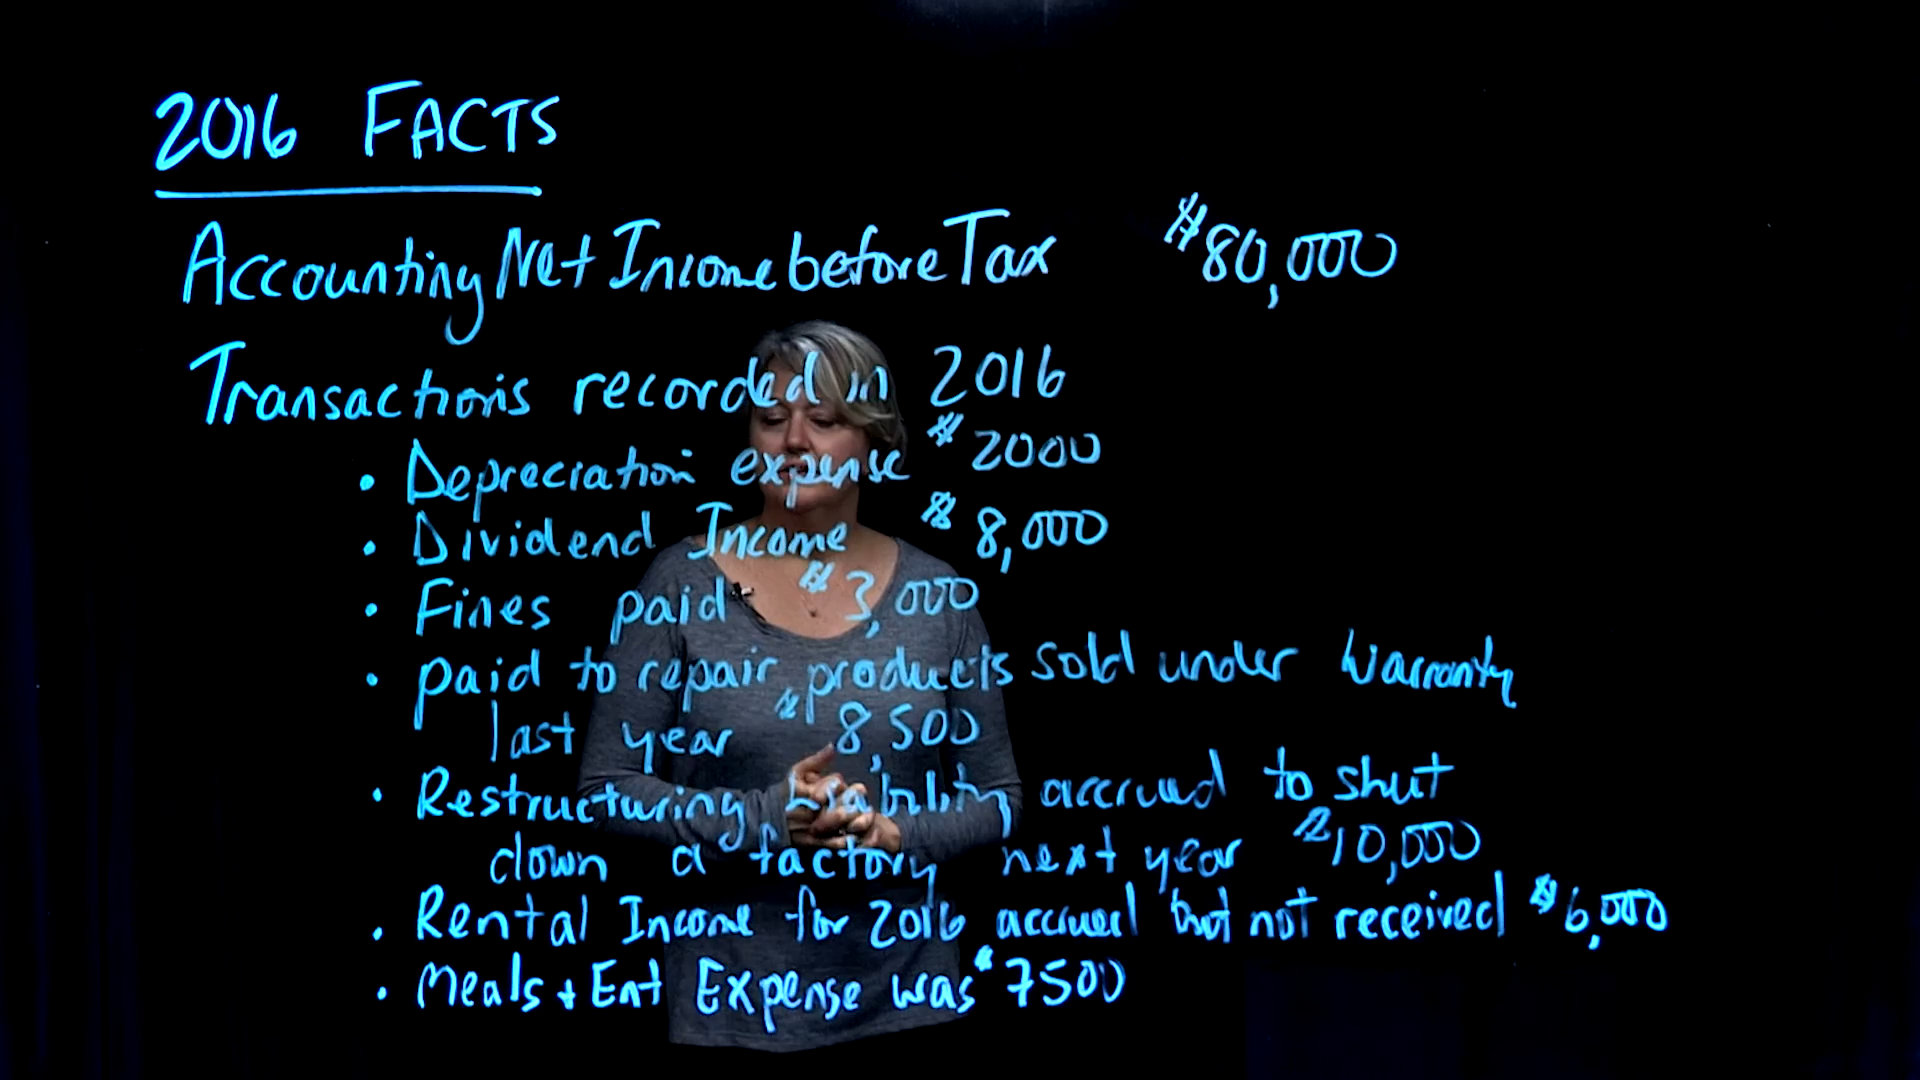 2016 FACTS
Accounting Net Income before Tax $80,000
Transactions recorded in 2016
• Depreciation expense $2000
• Dividend Income $8,000
• Fines paid $3,000
• paid to repair products sold under warranty
last year $8,500
• Restructuring Liability accrued to shut
down a factory next year $10,000
• Rental Income for 2016 accrued but not received $6,000
• Meals + Ent Expense was $7500